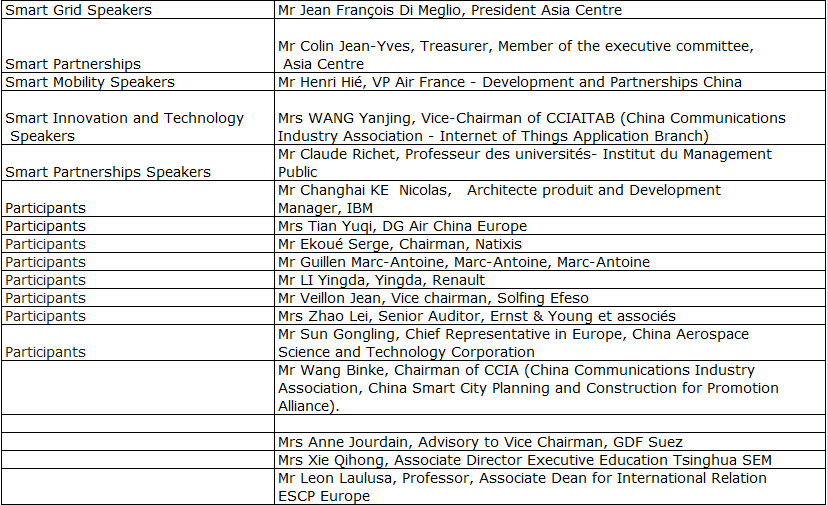 Smart Grid Speakers Mr Jean François Di Meglio, President Asia Centre
Mr Colin Jean-Yves, Treasurer, Member of the executive committee,
Smart Partnerships Asia Centre
Smart Mobility Speakers Mr Henri Hié, VP Air France - Development and Partnerships China
Smart Innovation and Technology Mrs WANG Yanjing, Vice-Chairman of CCIAITAB (China Communications
Speakers Industry Association - Internet of Things Application Branch)
Mr Claude Richet, Professeur des universités- Institut du Management
Smart Partnerships Speakers Public
Mr Changhai KE Nicolas, Architecte produit and Development
Participants Manager, IBM
Participants Mrs Tian Yuqi, DG Air China Europe
Participants Mr Ekoué Serge, Chairman, Natixis
Participants Mr Guillen Marc-Antoine, Marc-Antoine, Marc-Antoine
Participants Mr LI Yingda, Yingda, Renault
Participants Mr Veillon Jean, Vice chairman, Solfing Efeso
Participants Mrs Zhao Lei, Senior Auditor, Ernst & Young et associés
Mr Sun Gongling, Chief Representative in Europe, China Aerospace
Participants Science and Technology Corporation
Mr Wang Binke, Chairman of CCIA (China Communications Industry
Association, China Smart City Planning and Construction for Promotion
Alliance).
Mrs Anne Jourdain, Advisory to Vice Chairman, GDF Suez
Mrs Xie Qihong, Associate Director Executive Education Tsinghua SEM
Mr Leon Laulusa, Professor, Associate Dean for International Relation
ESCP Europe